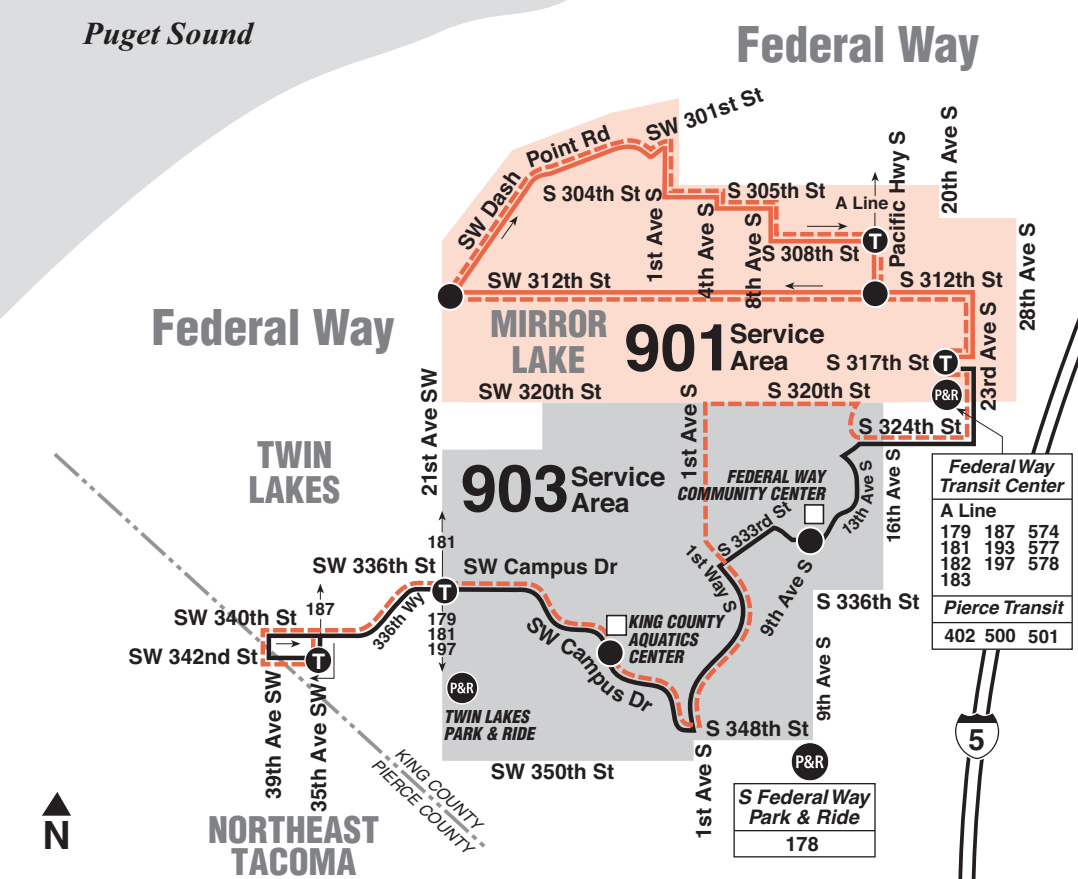 Puget Sound
Federal Way
SW 301st St
SW Dash Point Rd
S 304th St
1st Ave S
S 305th St
4th Ave S
8th Ave S
A Line
Pacific Hwy S
20th Ave S
T
S 308th St
SW 312th St
S 312th St
28th Ave S
Federal Way
MIRROR
LAKE
901 Service
Area
S 317th St
T
23rd Ave S
P&R
SW 320th St
S 320th St
21st Ave SW
1st Ave S
S 324th St
TWIN
LAKES
903 Service
Area
FEDERAL WAY
COMMUNITY CENTER
13th Ave S
16th Ave S
Federal Way
Transit Center
A Line
179 187 574
181 193 577
182 197 578
183
Pierce Transit
402 500 501
S 333rd St
1st Way S
9th Ave S
181
SW 336th St
SW Campus Dr
T
336th Wy
179
181
197
S 336th St
187
SW 340th St
SW 342nd St
T
KING COUNTY
AQUATICS
CENTER
SW Campus Dr
9th Ave S
P&R
TWIN LAKES
PARK & RIDE
S 348th St
39th Ave SW
35th Ave SW
SW 350th St
1st Ave S
P&R
S Federal Way
Park & Ride
178
5
KING COUNTY
PIERCE COUNTY
N
NORTHEAST
TACOMA